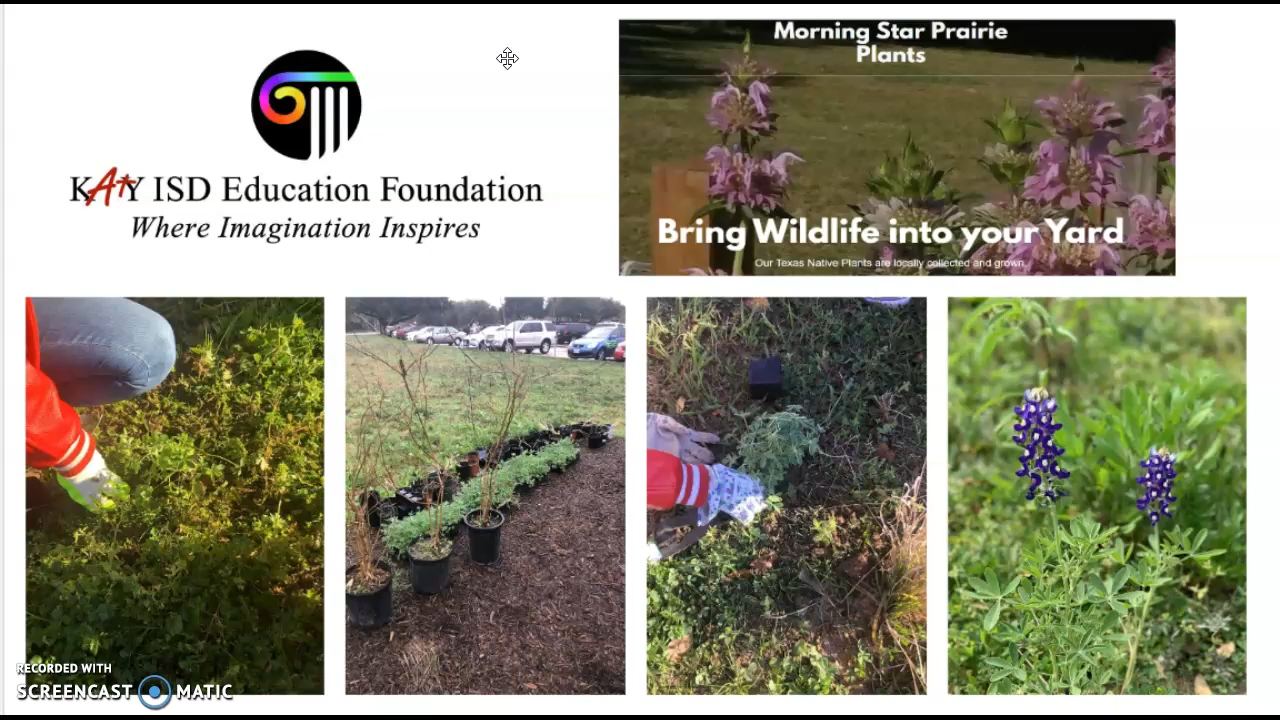 KAtY ISD Education Foundation
Where Imagination Inspires
Morning Star Prairie
Plants
Bring Wildlife into your Yard
Our Texas Native Plants are locally collected and grown.
RECORDED WITH
SCREENCAST MATIC